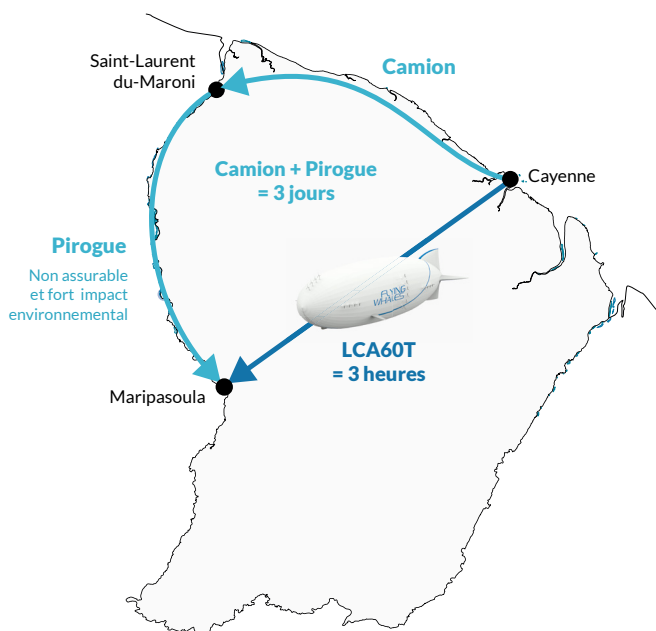 Saint-Laurent
du-Maroni
Camion
Camion + Pirogue
= 3 jours
Cayenne
Pirogue
Non assurable
et fort impact
environnemental
FLYING
WHALES
LCA60T
= 3 heures
Maripasoula